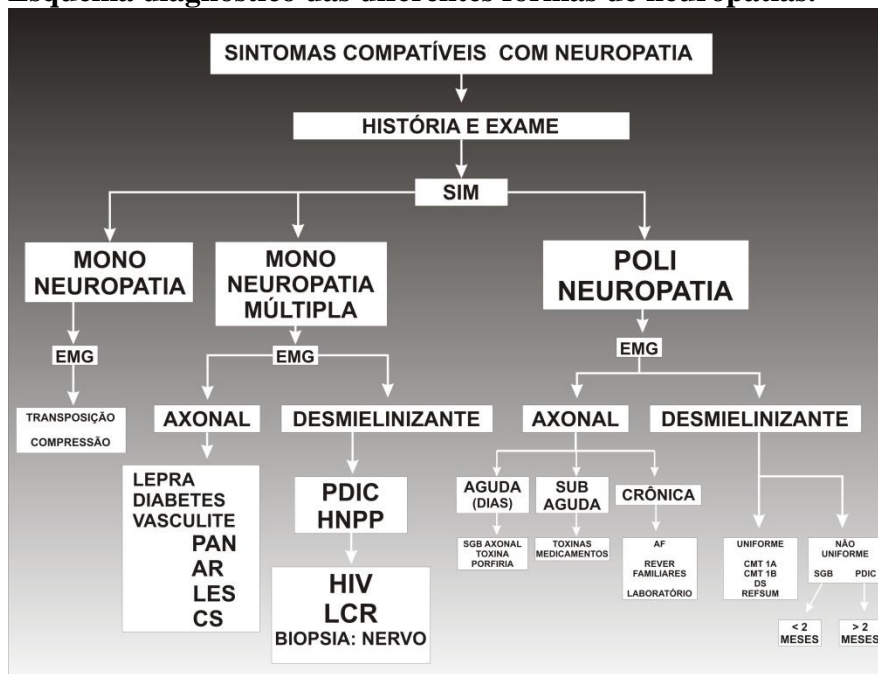 Esquema diagnóstico das diferentes formas de neuropatias.
SINTOMAS COMPATÍVEIS COM NEUROPATIA
HISTÓRIA E EXAME
SIM
MONO
NEUROPATIA
EMG
TRANSPOSIÇÃO
COMPRESSÃO
MONO
NEUROPATIA
MÚLTIPLA
EMG
AXONAL
LEPRA
DIABETES
VASCULITE
PAN
AR
LES
CS
DESMIELINIZANTE
PDIC
HNPP
HIV
LCR
BIOPSIA: NERVO
POLI
NEUROPATIA
EMG
AXONAL
AGUDA
(DIAS)
SGB AXONAL
TOXINA
PORFIRIA
SUB
AGUDA
TOXINAS
MEDICAMENTOS
CRÔNICA
AF
REVER
FAMILIARES
LABORATÓRIO
DESMIELINIZANTE
UNIFORME
CMT 1A
CMT 1B
DS
REFSUM
NÃO
UNIFORME
SGB PDIC
< 2
MESES
> 2
MESES